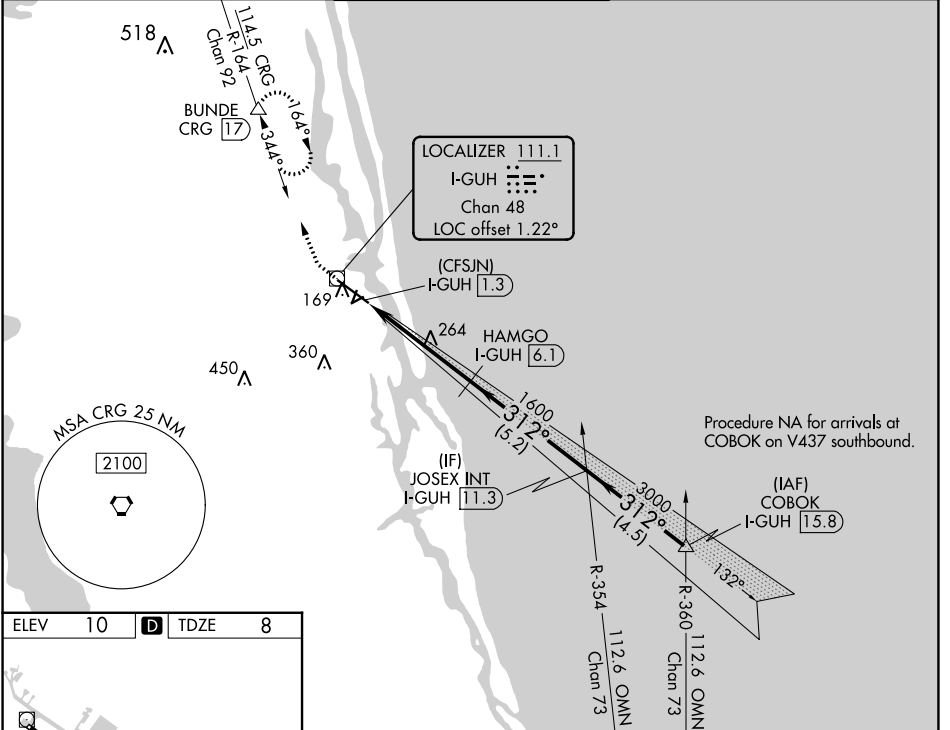 518
114.5 CRG
R-164
Chan 92
BUNDE
CRG 17
164°
344°
LOCALIZER 111.1
I-GUH
Chan 48
LOC offset 1.22°
(CFSJN)
I-GUH 1.3
169
264
HAMGO
I-GUH 6.1
450
360
1600
312°
(5.2)
Procedure NA for arrivals at
COBOK on V437 southbound.
MSA CRG 25 NM
2100
(IF)
JOSEX INT
I-GUH 11.3
3000
312°
(4.5)
(IAF)
COBOK
I-GUH 15.8
132°
R-354
112.6 OMN
Chan 73
R-360
112.6 OMN
Chan 73
ELEV 10 D TDZE 8